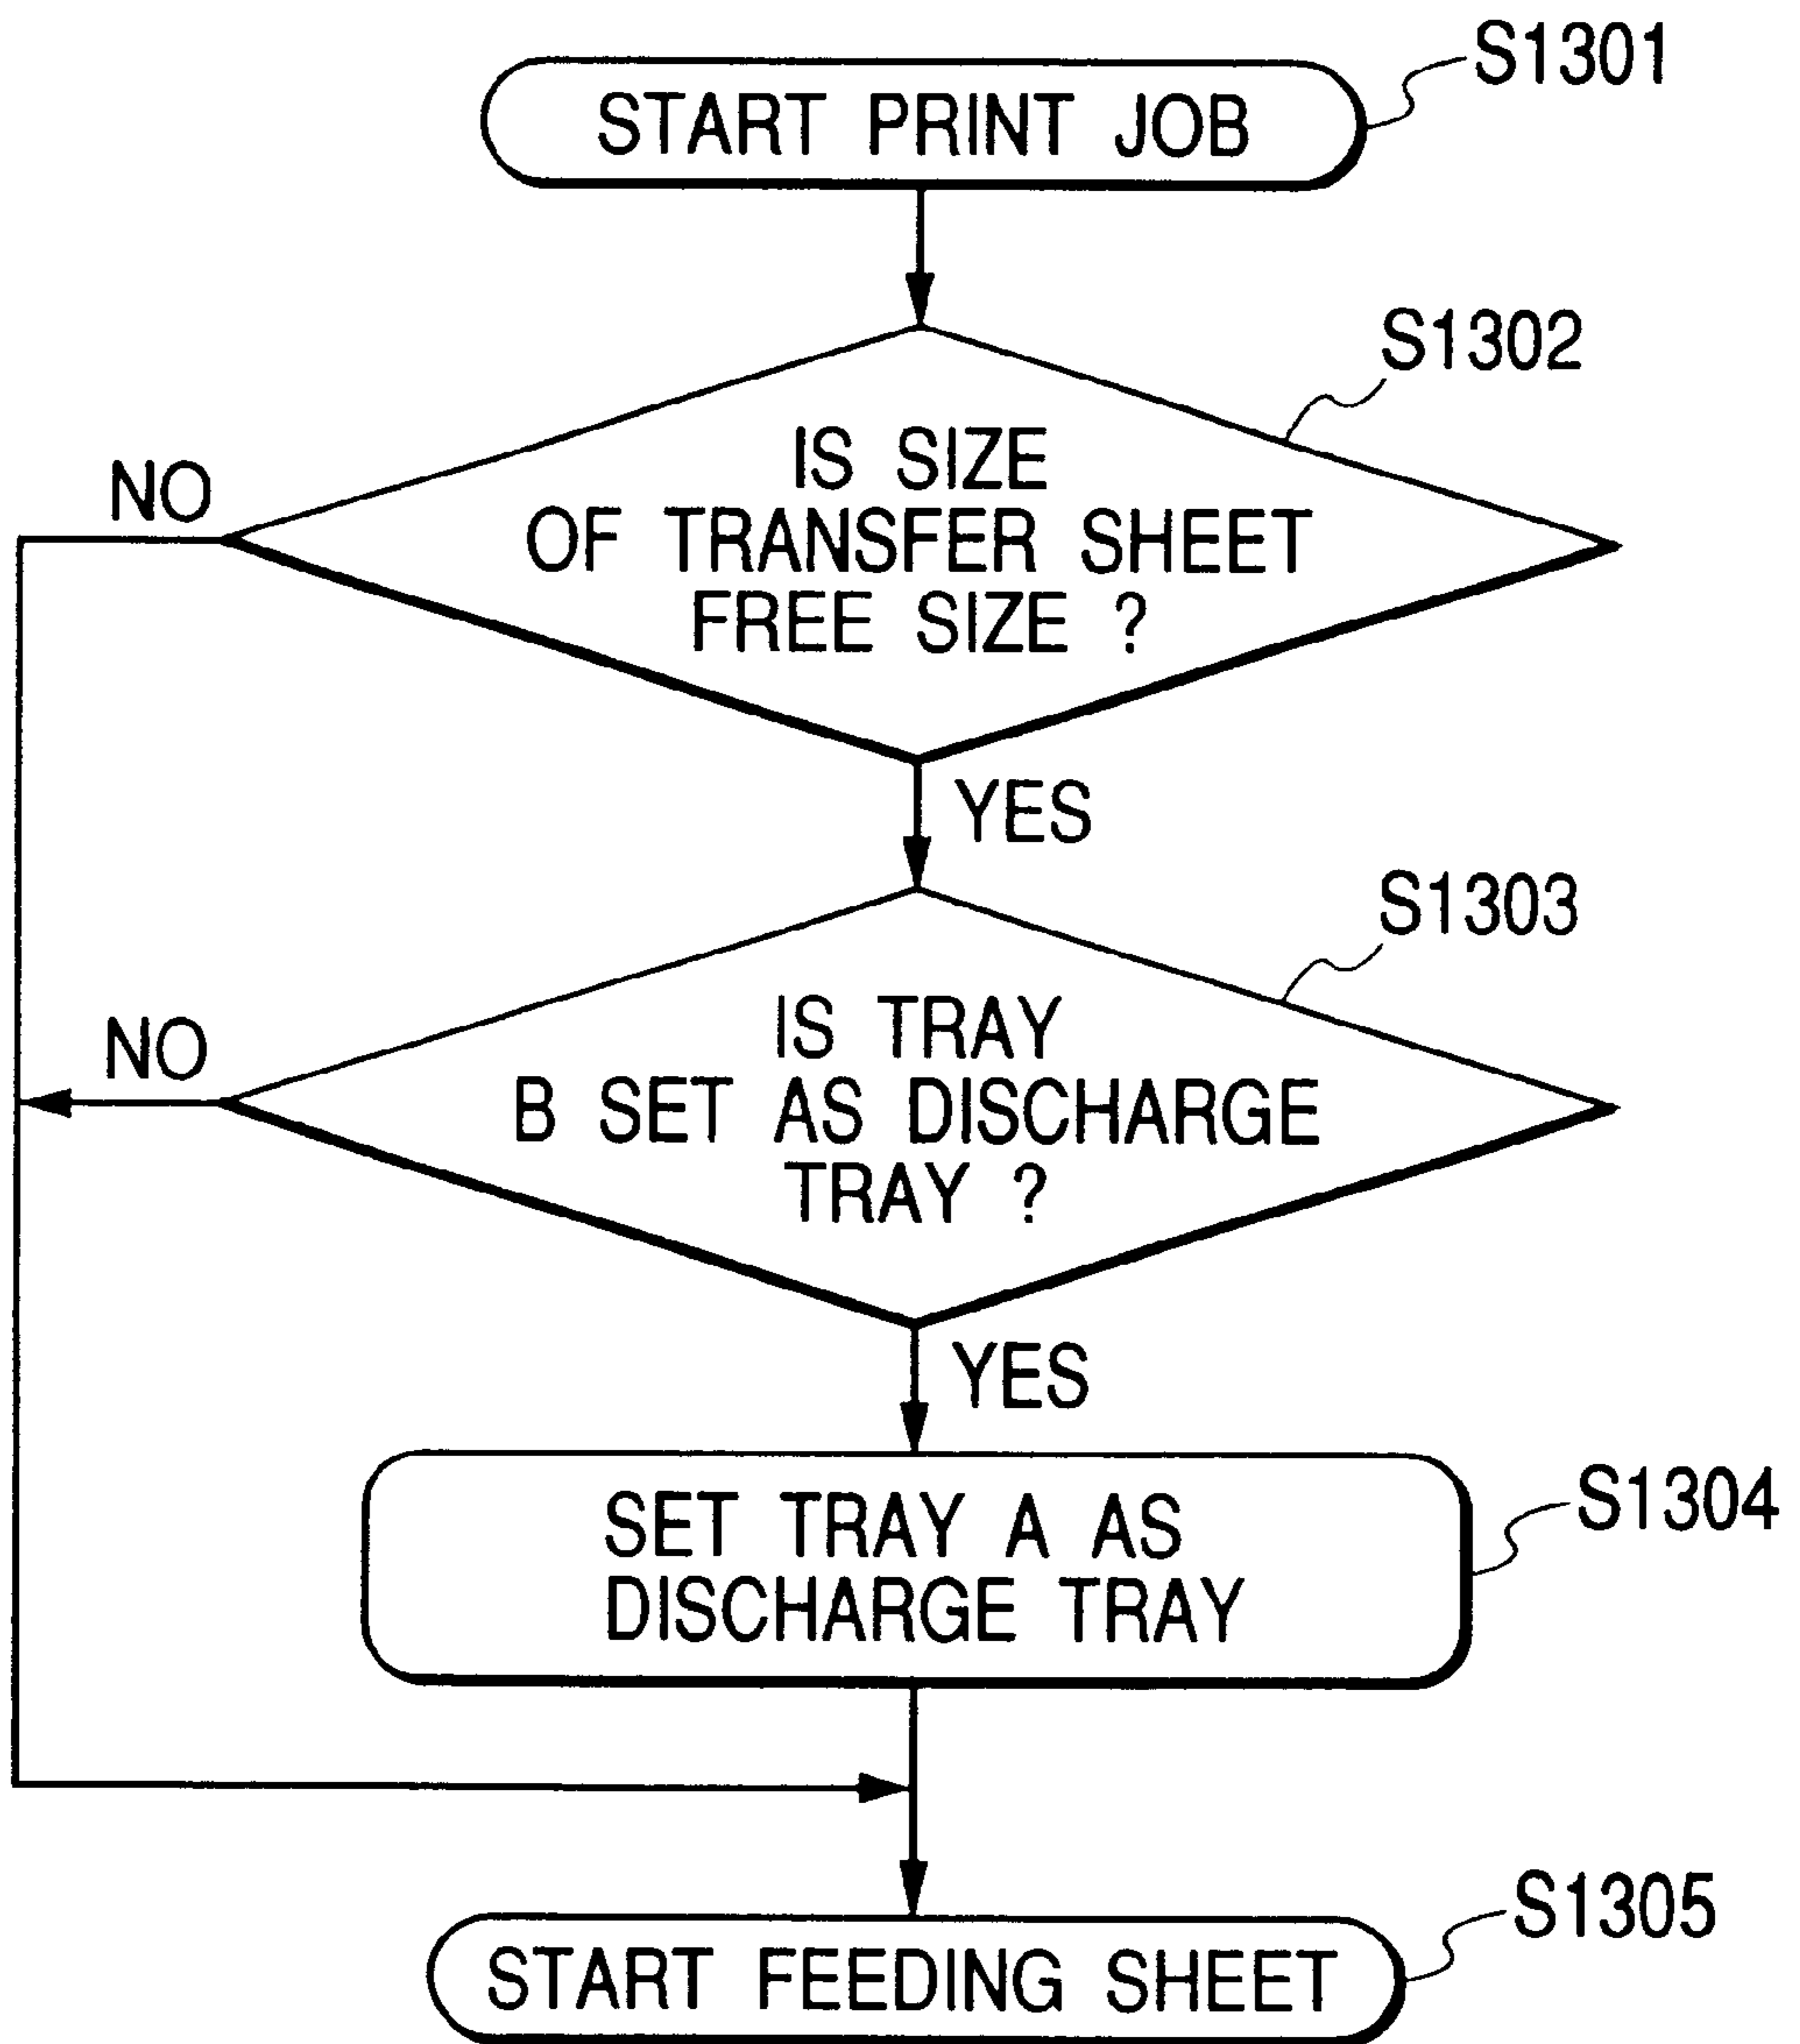 S1301
START PRINT JOB
S1302
IS SIZE
OF TRANSFER SHEET
FREE SIZE ?
NO
YES
S1303
IS TRAY
B SET AS DISCHARGE
TRAY ?
NO
YES
S1304
SET TRAY A AS
DISCHARGE TRAY
S1305
START FEEDING SHEET